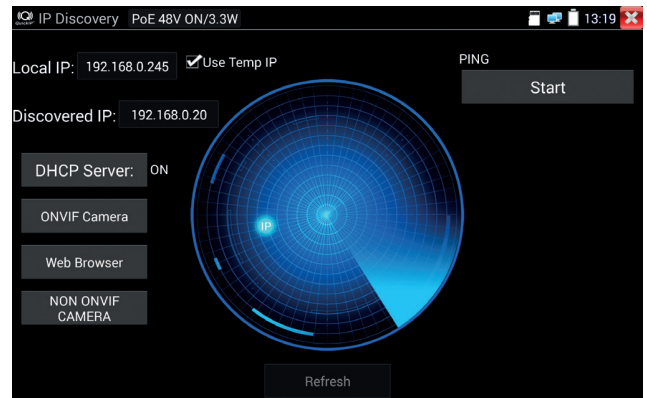 IP Discovery PoE 48V ON/3.3W 13:19
Local IP: 192.168.0.245 Use Temp IP
PING
Start
Discovered IP: 192.168.0.20
DHCP Server: ON
ONVIF Camera
IP
Web Browser
NON ONVIF
CAMERA
Refresh